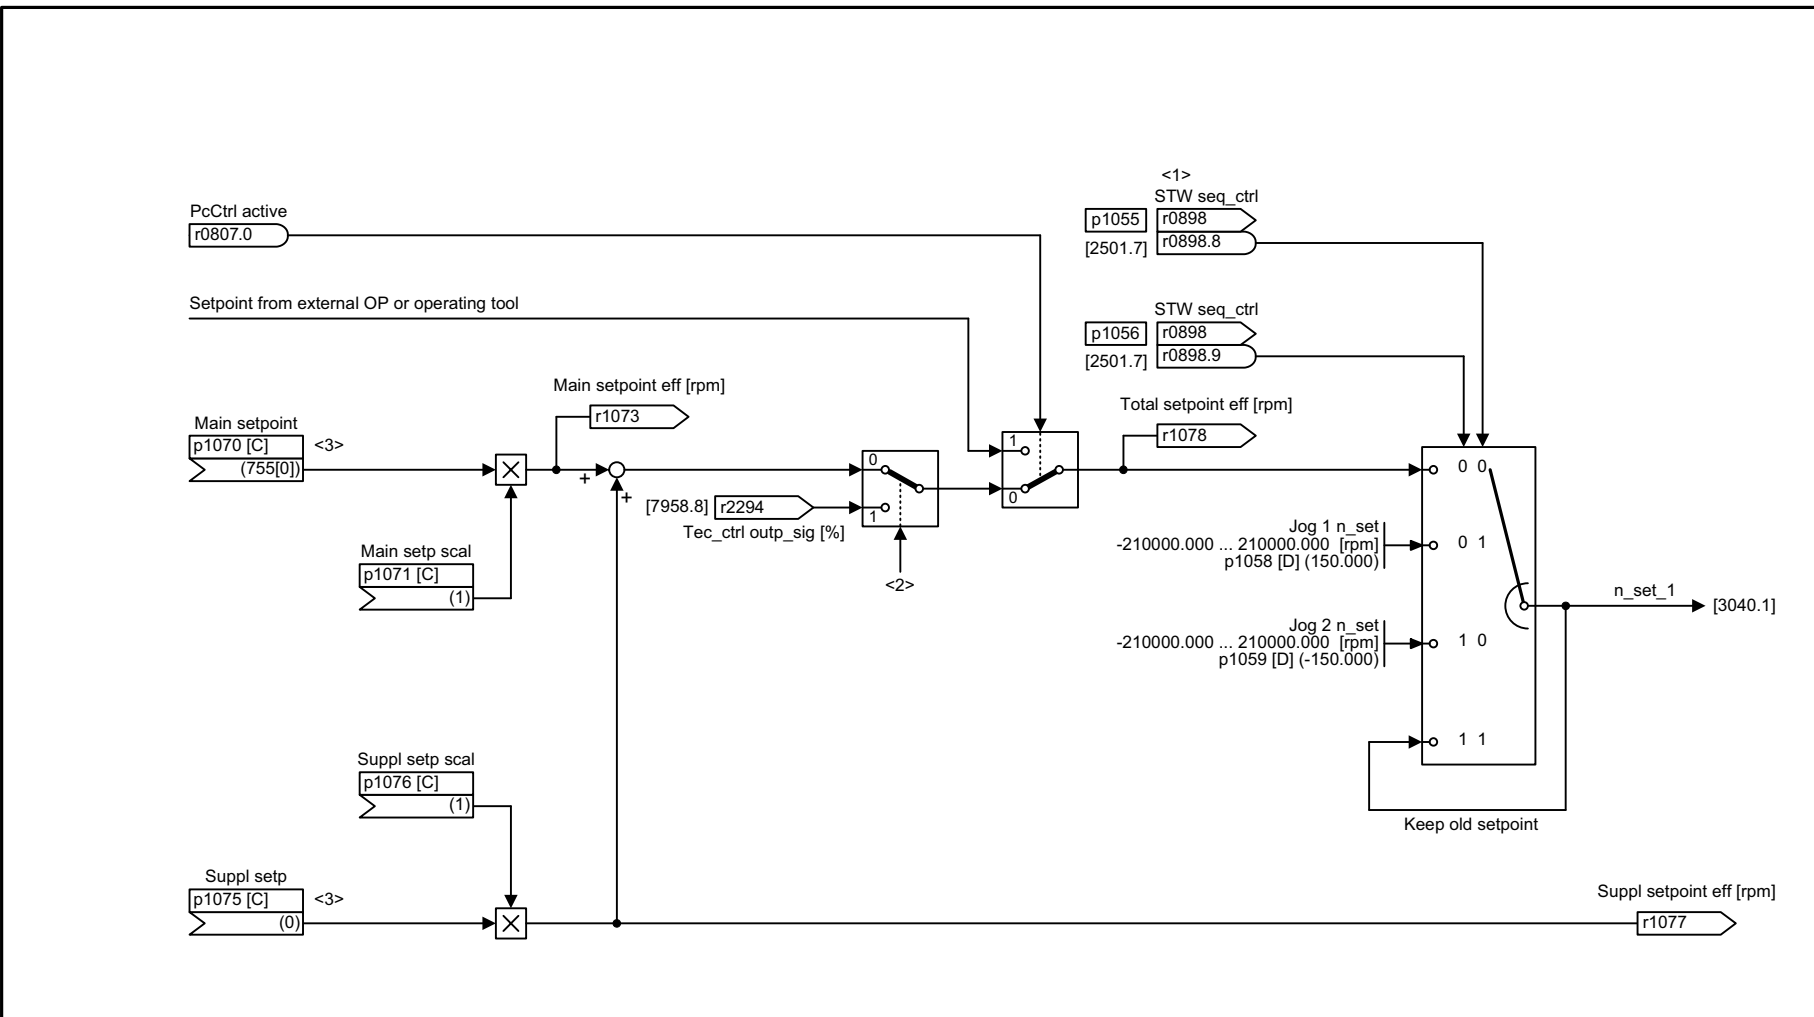 <1>
STW seq_ctrl
PcCtrl active
p1055
r0898
r0807.0
[2501.7]
r0898.8
Setpoint from external OP or operating tool
STW seq_ctrl
p1056
r0898
[2501.7]
r0898.9
Main setpoint eff [rpm]
r1073
Total setpoint eff [rpm]
r1078
Main setpoint
p1070 [C]
<3>
(755[0])
+
+
0
1
1
0
[7958.8]
r2294
Tec_ctrl outp_sig [%]
<2>
0 0
Main setp scal
p1071 [C]
(1)
Jog 1 n_set
-210000.000 ... 210000.000 [rpm]
p1058 [D] (150.000)
0 1
n_set_1
[3040.1]
Jog 2 n_set
-210000.000 ... 210000.000 [rpm]
p1059 [D] (-150.000)
1 0
1 1
Keep old setpoint
Suppl setp scal
p1076 [C]
(1)
Suppl setp
p1075 [C]
<3>
(0)
Suppl setpoint eff [rpm]
r1077